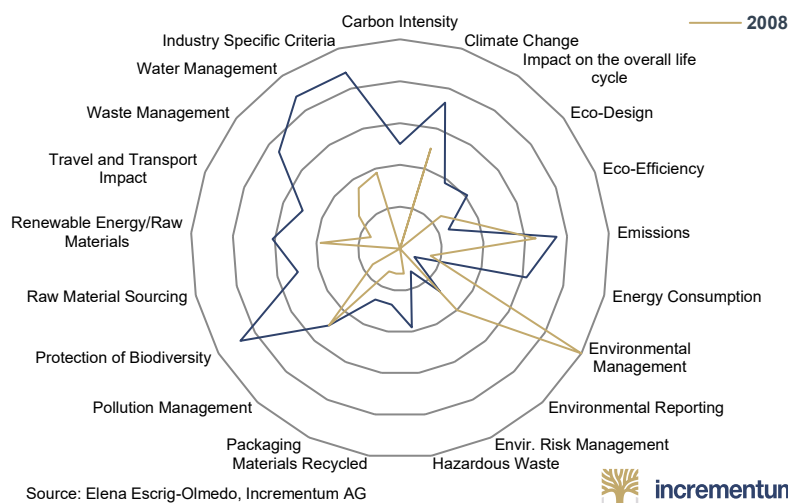 2008
Carbon Intensity
Climate Change
Impact on the overall life
cycle
Eco-Design
Eco-Efficiency
Emissions
Energy Consumption
Environmental
Management
Environmental Reporting
Envir. Risk Management
Hazardous Waste
Materials Recycled
Packaging
Pollution Management
Protection of Biodiversity
Raw Material Sourcing
Renewable Energy/Raw
Materials
Travel and Transport
Impact
Waste Management
Water Management
Industry Specific Criteria
Source: Elena Escrig-Olmedo, Incrementum AG
incrementun